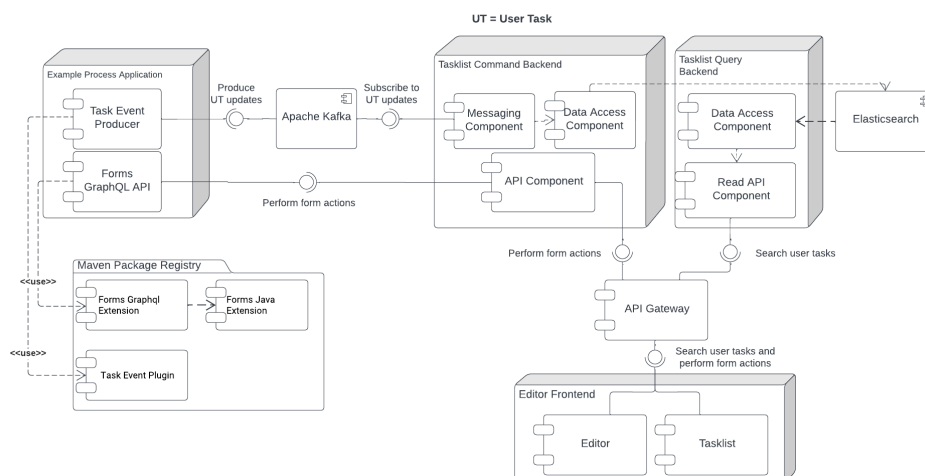 UT = User Task
Example Process Application
Task Event
Producer
Forms
GraphQL API
Produce
UT updates
Apache Kafka
Subscribe to
UT updates
Perform form actions
Tasklist Command Backend
Messaging
Component
Data Access
Component
API Component
Tasklist Query
Backend
Data Access
Component
Read API
Component
Elasticsearch
Perform form actions
Search user tasks
API Gateway
Search user tasks and
perform form actions
<<use>>
<<use>>
Maven Package Registry
Forms Graphql
Extension
Forms Java
Extension
Task Event Plugin
Editor Frontend
Editor
Tasklist